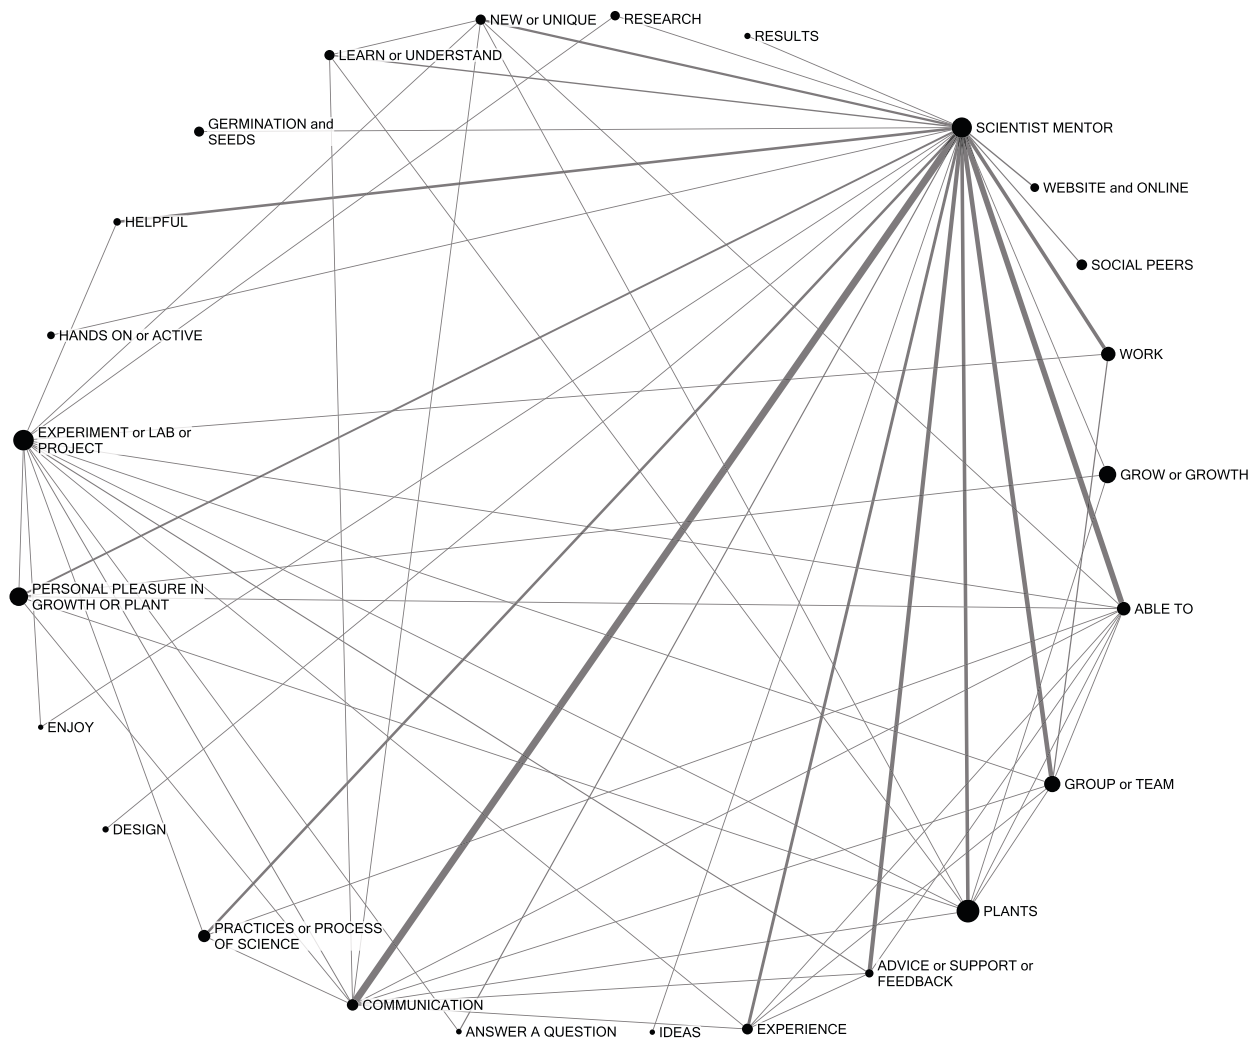 NEW or UNIQUE
RESEARCH
RESULTS
LEARN or UNDERSTAND
GERMINATION and
SEEDS
SCIENTIST MENTOR
WEBSITE and ONLINE
HELPFUL
SOCIAL PEERS
HANDS ON or ACTIVE
WORK
EXPERIMENT or LAB or
PROJECT
GROW or GROWTH
PERSONAL PLEASURE IN
GROWTH OR PLANT
ABLE TO
ENJOY
GROUP or TEAM
DESIGN
PLANTS
PRACTICES or PROCESS
OF SCIENCE
ADVICE or SUPPORT or
FEEDBACK
COMMUNICATION
ANSWER A QUESTION
IDEAS
EXPERIENCE